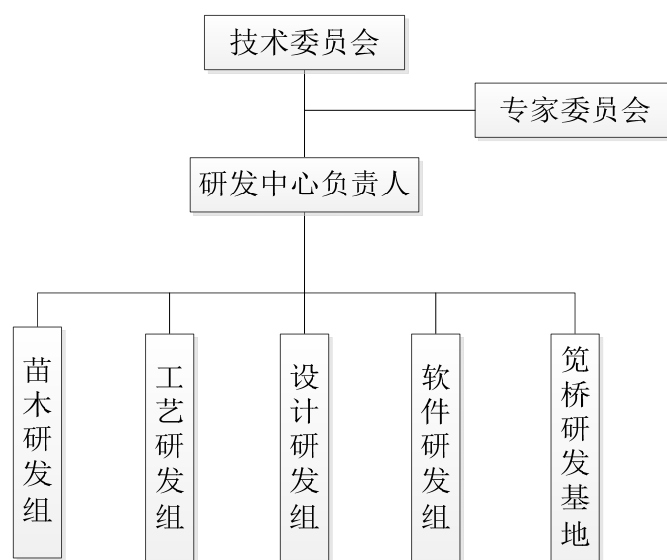 技术委员会
专家委员会
研发中心负责人
苗木研发组
工艺研发组
设计研发组
软件研发组
笕桥研发基地